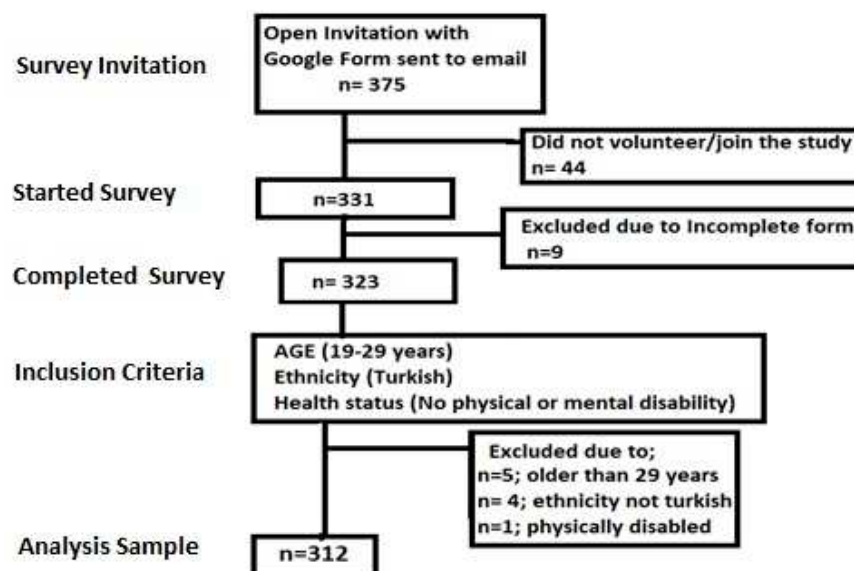 Survey Invitation
Open Invitation with
Google Form sent to email
n= 375
Did not volunteer/join the study
n= 44
Started Survey
n=331
Excluded due to Incomplete form
n=9
Completed Survey
n= 323
Inclusion Criteria
AGE (19-29 years)
Ethnicity (Turkish)
Health status (No physical or mental disability)
Excluded due to;
n=5; older than 29 years
n= 4; ethnicity not turkish
n=1; physically disabled
Analysis Sample
n=312